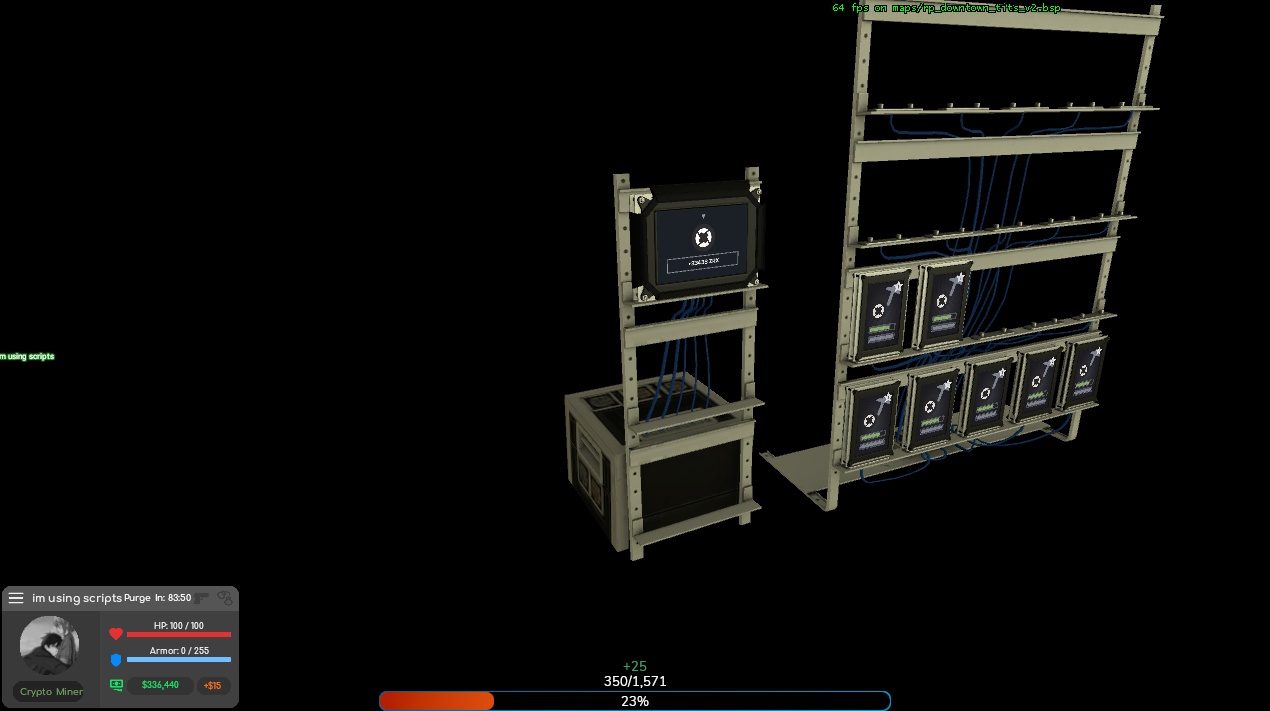 64 fps on maps/rp_downtown_tits_v2.bsp
m using scripts
im using scripts
Purge In: 83:50
HP: 100 / 100
Armor: 0 / 255
Crypto Miner
$336,440
+$15
+25
350/1,571
23%